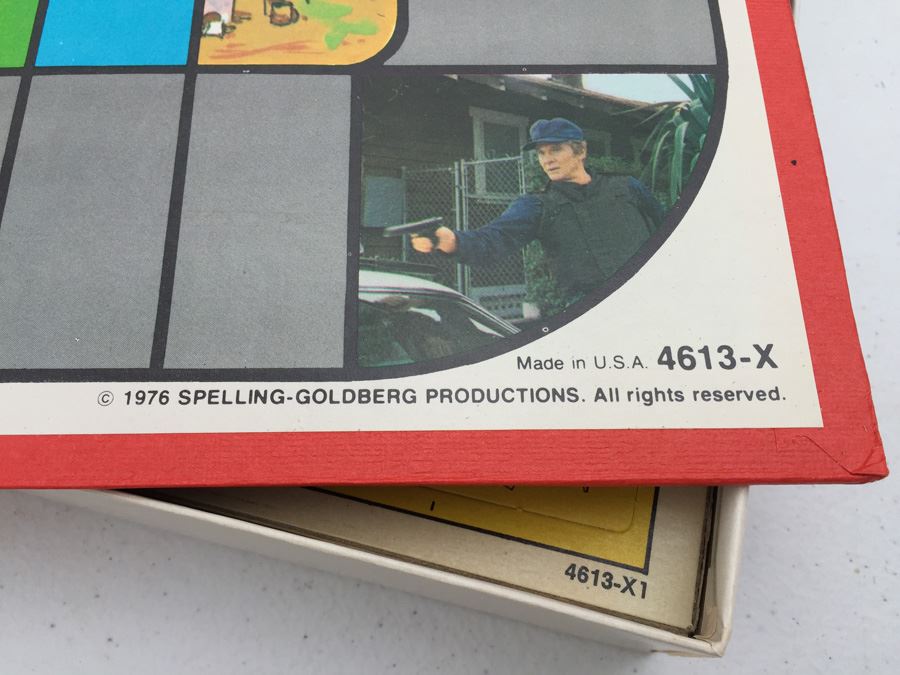 Made in U.S.A. 4613-X
© 1976 SPELLING-GOLDBERG PRODUCTIONS. All rights reserved.
4613-X1